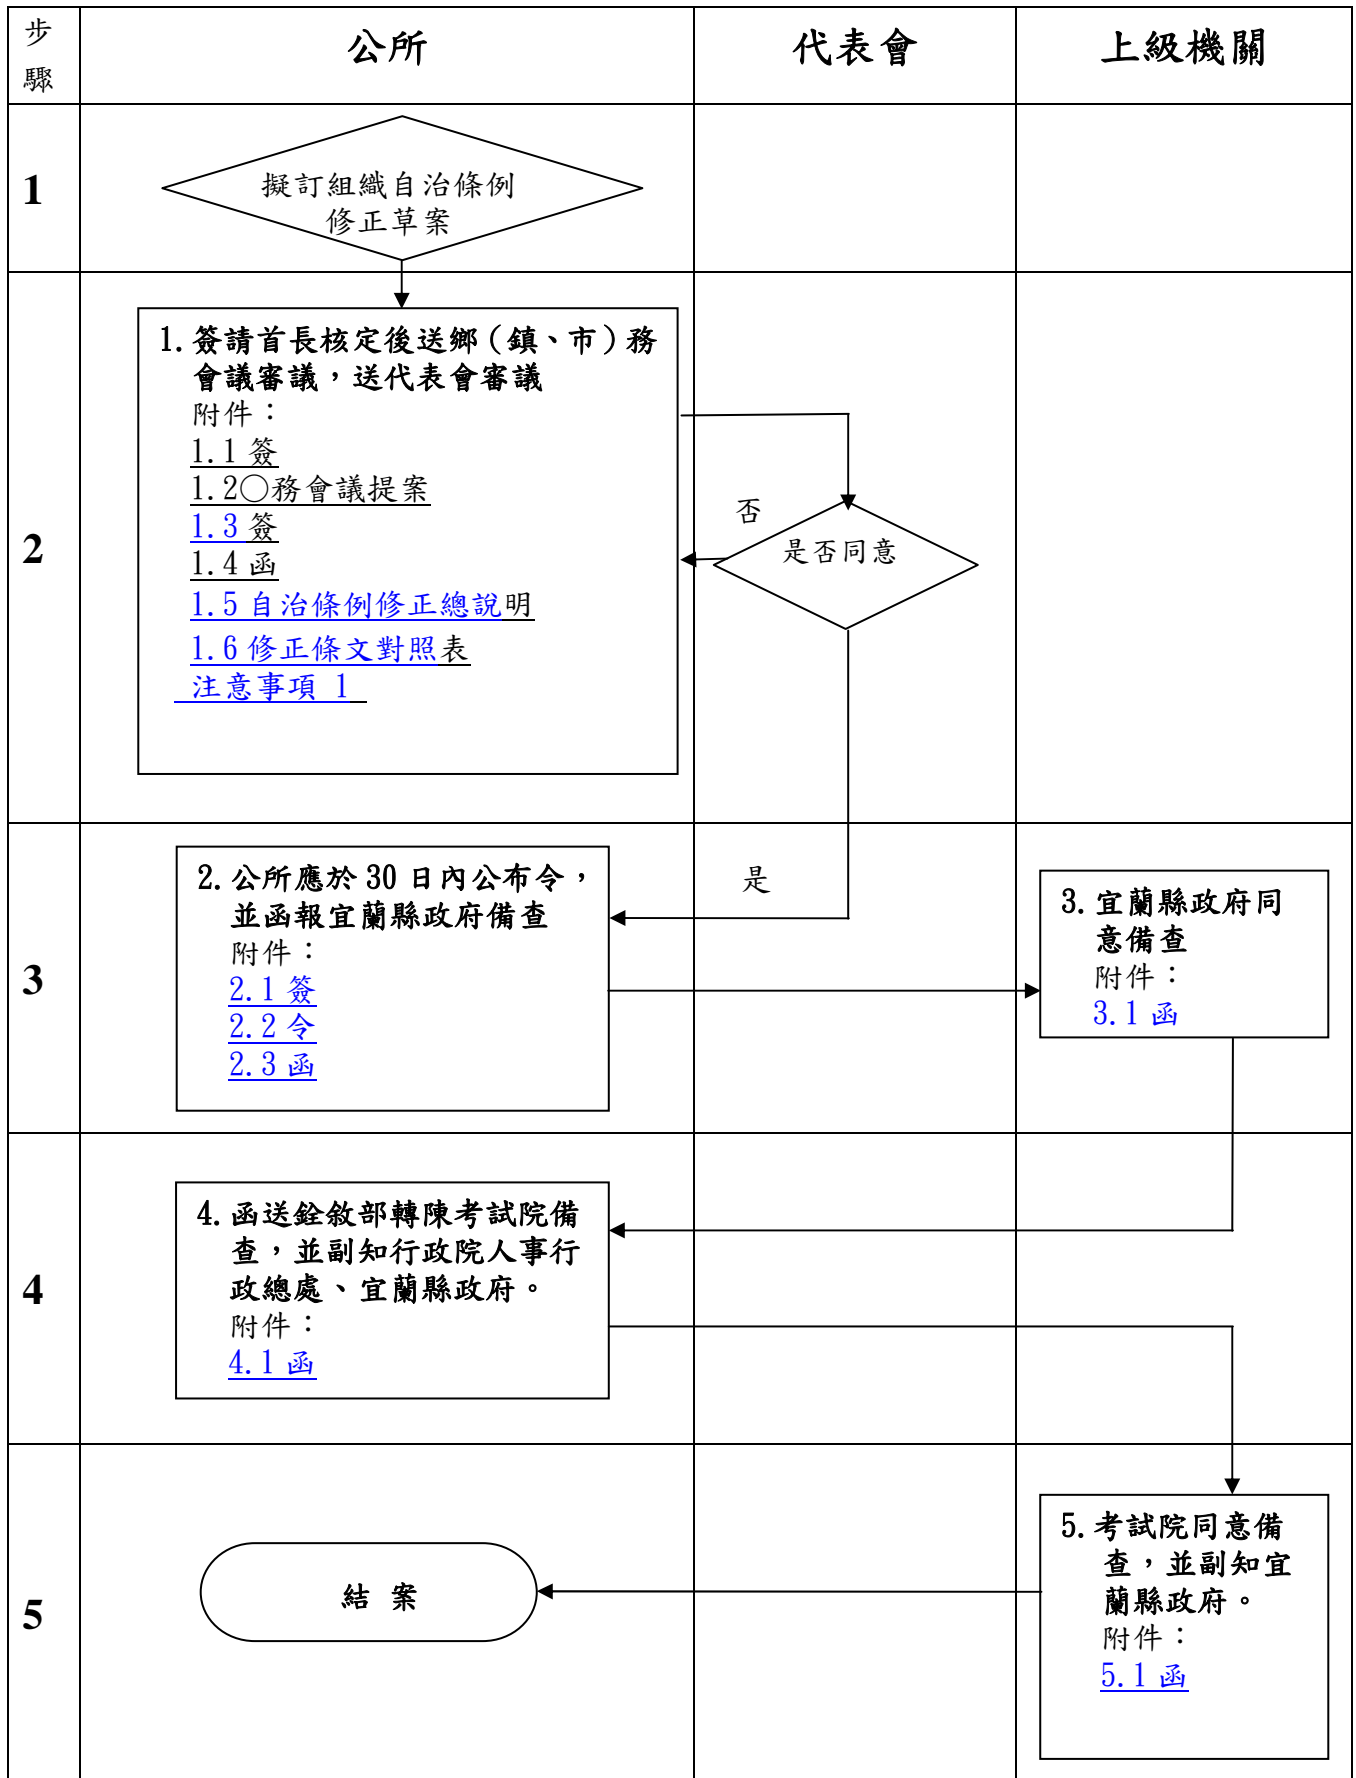 步
驟
公所
代表會
上級機關
1
擬訂組織自治條例
修正草案
2
1.簽請首長核定後送鄉（鎮、市）務
會議審議，送代表會審議
附件：
1.1 簽
1.2○務會議提案
1.3 簽
1.4 函
1.5 自治條例修正總說明
1.6 修正條文對照表
注意事項 1
否
是否同意
3
2.公所應於 30 日內公布令，
並函報宜蘭縣政府備查
附件：
2.1 簽
2.2 令
2.3 函
是
3.宜蘭縣政府同
意備查
附件：
3.1 函
4
4.函送銓敘部轉陳考試院備
查，並副知行政院人事行
政總處、宜蘭縣政府。
附件：
4.1 函
5
結 案
5.考試院同意備
查，並副知宜
蘭縣政府。
附件：
5.1 函